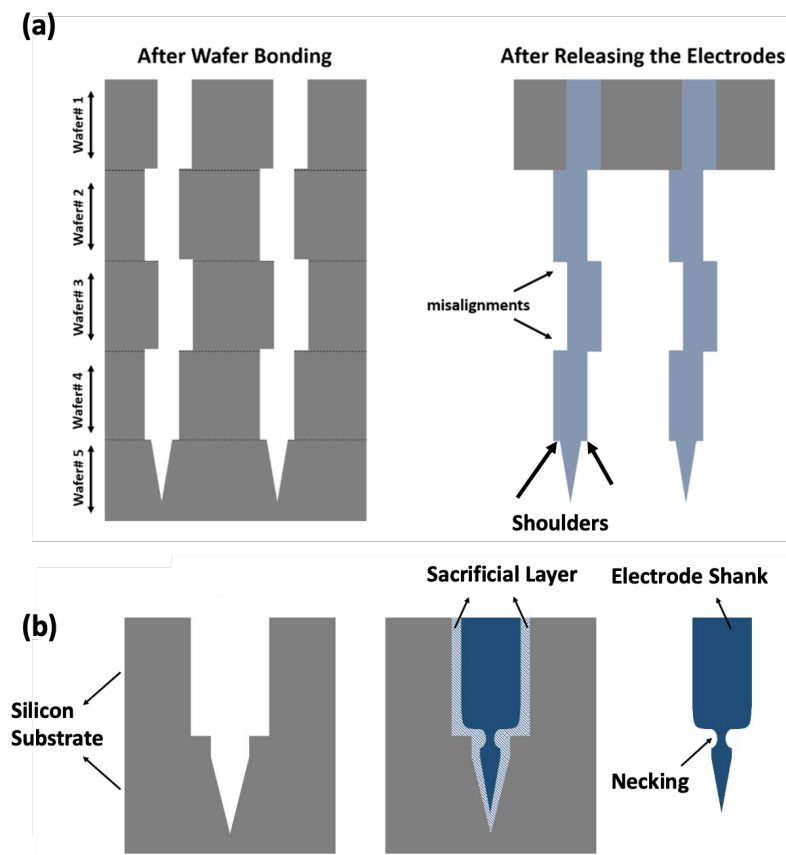 (a)
After Wafer Bonding
After Releasing the Electrodes
Wafer# 1
Wafer# 2
Wafer# 3
Wafer# 4
Wafer# 5
misalignments
Shoulders
(b)
Sacrificial Layer
Electrode Shank
Silicon
Substrate
Necking